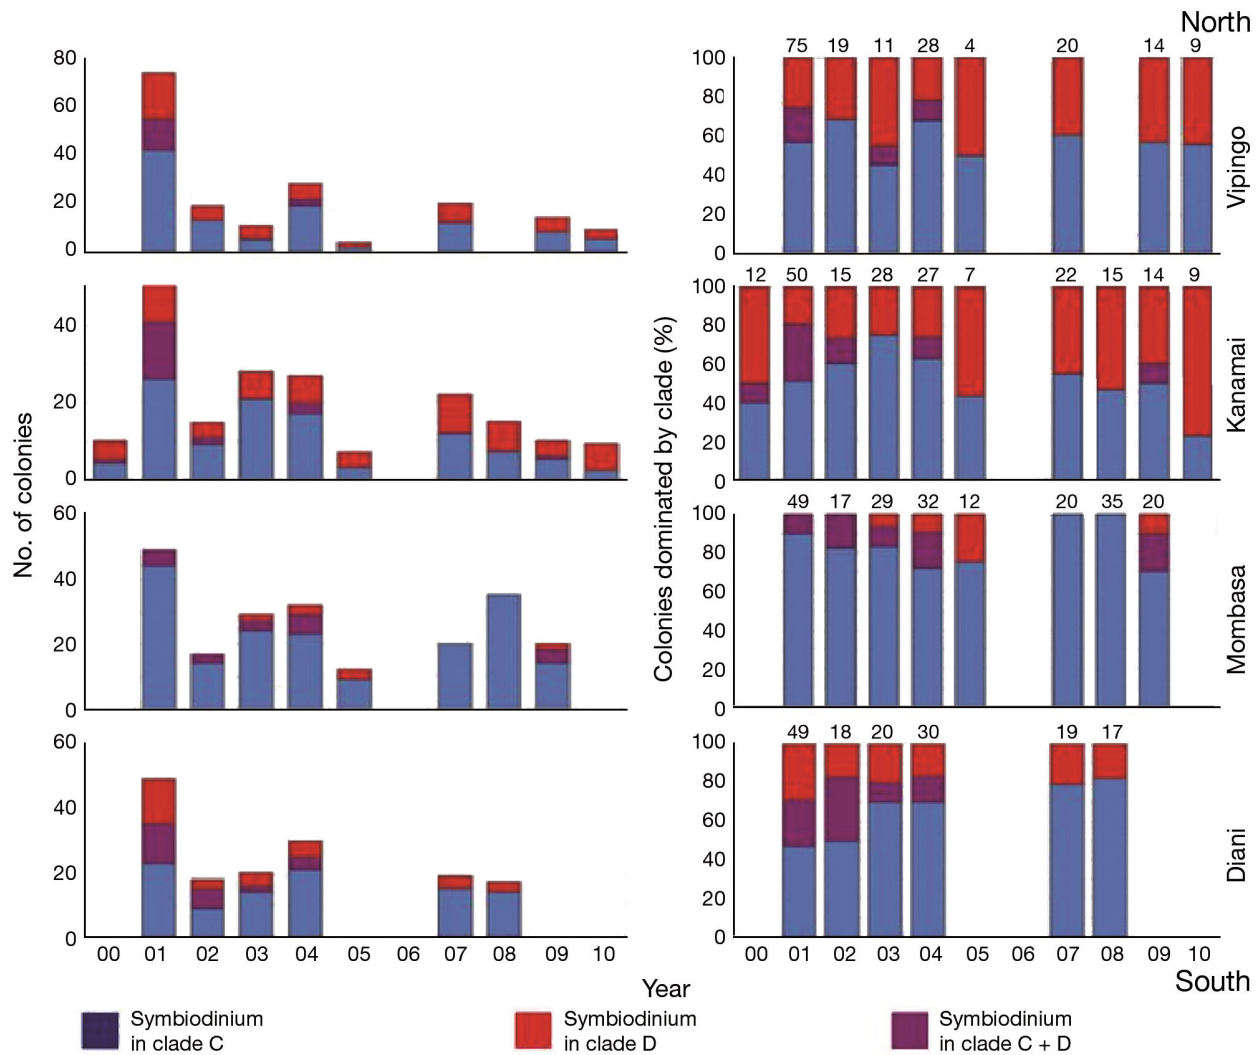 North
75 19 11 28 4 20 14 9
80
60
40
20
0
100
80
60
40
20
0
Vipingo
12 50 15 28 27 7 22 15 14 9
40
20
0
100
80
60
40
20
0
Kanamai
No. of colonies
Colonies dominated by clade (%)
49 17 29 32 12 20 35 20
60
40
20
0
100
80
60
40
20
0
Mombasa
49 18 20 30 19 17
60
40
20
0
100
80
60
40
20
0
Diani
00 01 02 03 04 05 06 07 08 09 10
00 01 02 03 04 05 06 07 08 09 10
Year
South
Symbiodinium
in clade C
Symbiodinium
in clade D
Symbiodinium
in clade C + D